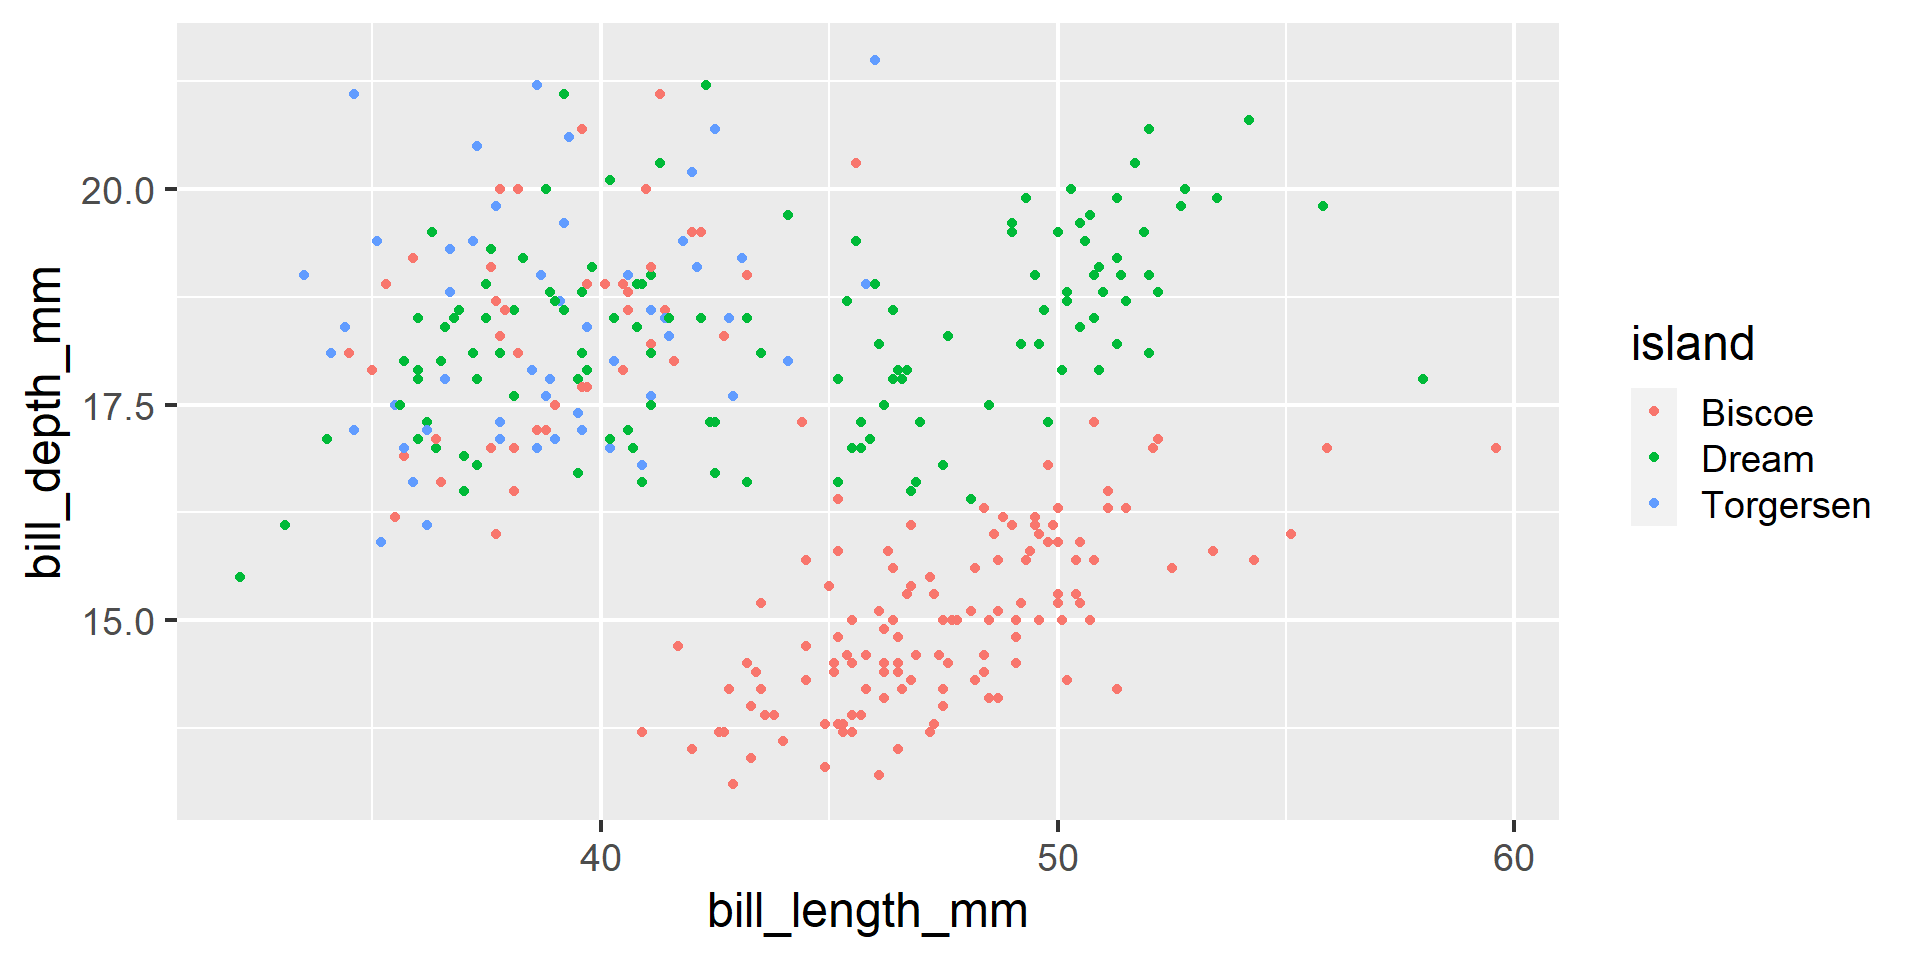 20.0
17.5
15.0
bill_depth_mm
40 50 60
bill_length_mm
island
Biscoe
Dream
Torgersen